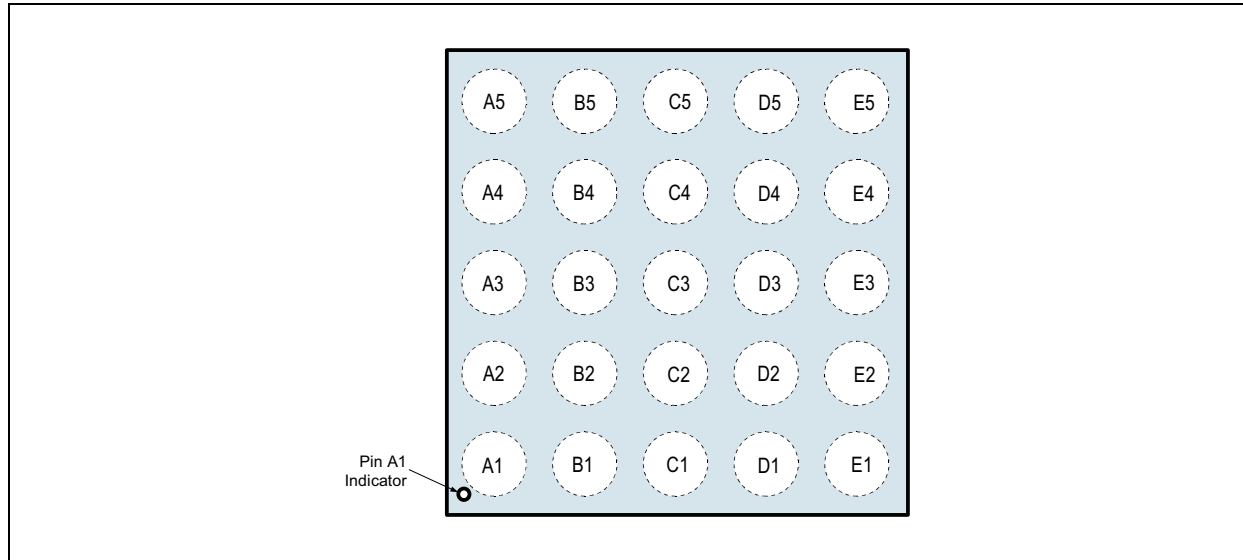 A5 B5 C5 D5 E5
A4 B4 C4 D4 E4
A3 B3 C3 D3 E3
A2 B2 C2 D2 E2
A1 B1 C1 D1 E1
Pin A1
Indicator